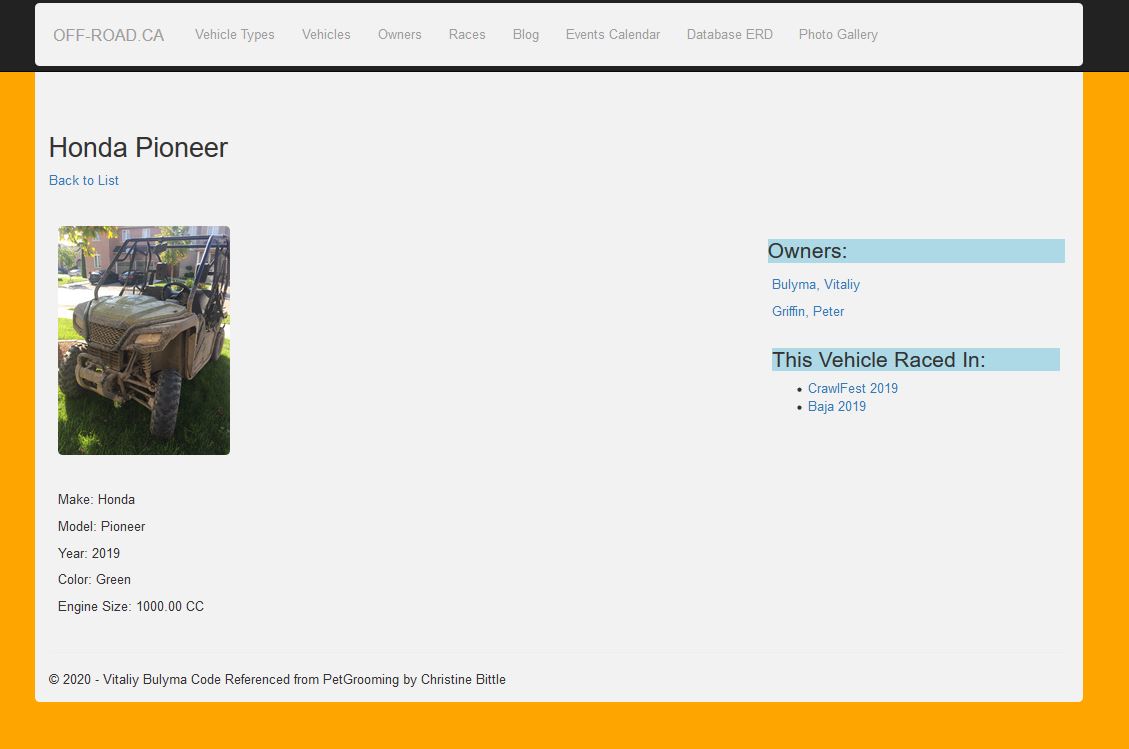 OFF-ROAD.CA Vehicle Types Vehicles Owners Races Blog Events Calendar Database ERD Photo Gallery
Honda Pioneer
Back to List
Owners:
Bulyma, Vitaliy
Griffin, Peter
This Vehicle Raced In:
• CrawlFest 2019
• Baja 2019
Make: Honda
Model: Pioneer
Year: 2019
Color: Green
Engine Size: 1000.00 CC
© 2020 - Vitaliy Bulyma Code Referenced from PetGrooming by Christine Bittle